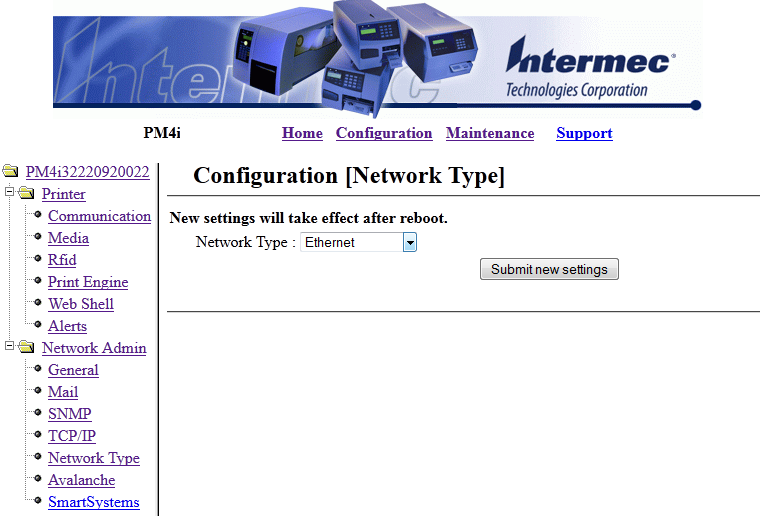 Intermec
Intermec®
Technologies Corporation
PM4i Home Configuration Maintenance Support
PM4i32220920022
Printer
Communication
Media
Rfid
Print Engine
Web Shell
Alerts
Network Admin
General
Mail
SNMP
TCP/IP
Network Type
Avalanche
SmartSystems
Configuration [Network Type]
New settings will take effect after reboot.
Network Type : Ethernet
Submit new settings